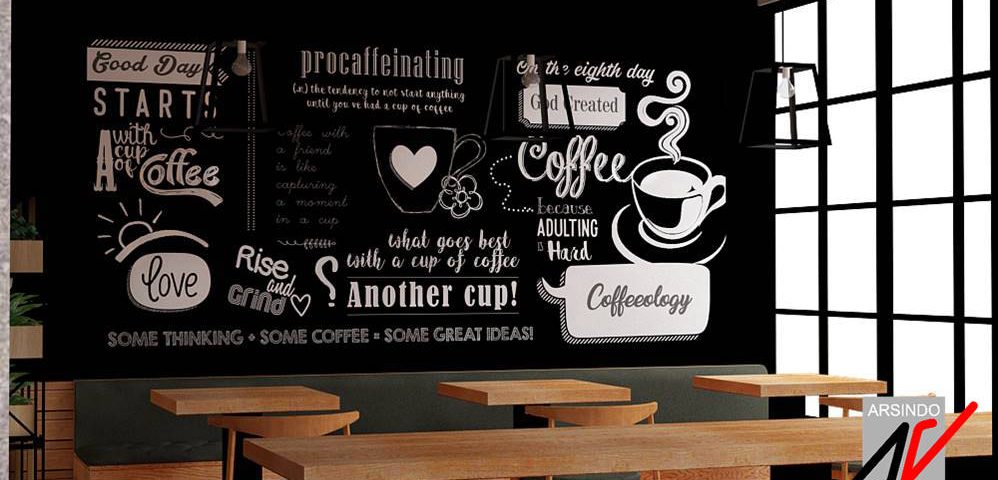 Good Day
STARTS
with
A cup
of Coffee
procaffeinating
(.n) the tendency to not start anything
until you've had a cup of coffee
coffee with
a friend
is like
capturing
a moment
in a cup
On the eighth day
God Created
Coffee
because
ADULTING
is Hard
love
Rise
and
Grind
what goes best
with a cup of coffee
?
Another cup!
Coffeeology
SOME THINKING + SOME COFFEE = SOME GREAT IDEAS!
ARSINDO